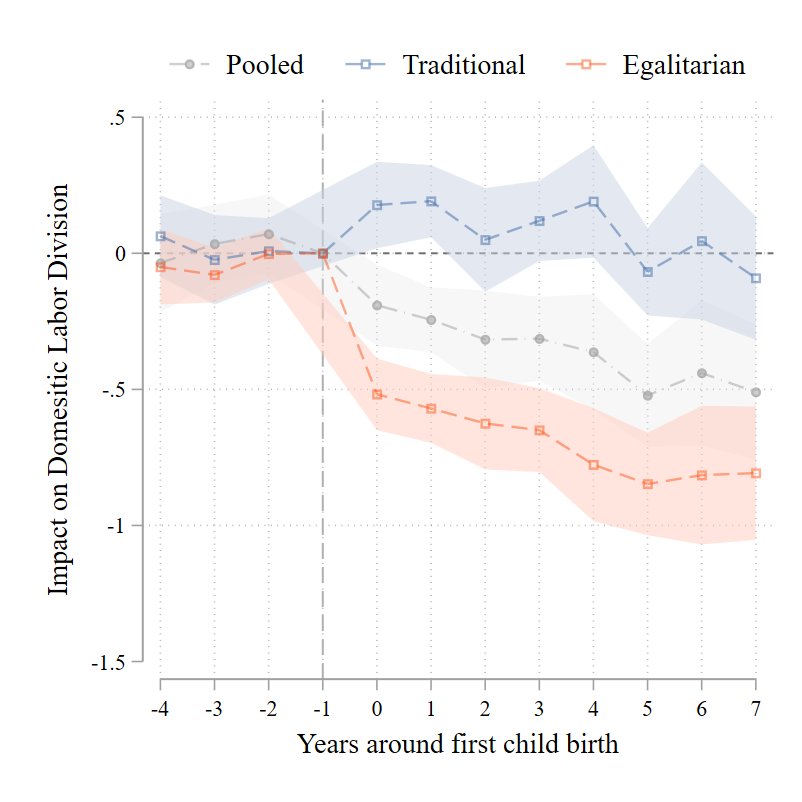 Pooled Traditional Egalitarian
Impact on Domesitic Labor Division
.5
0
-.5
-1
-1.5
-4 -3 -2 -1 0 1 2 3 4 5 6 7
Years around first child birth